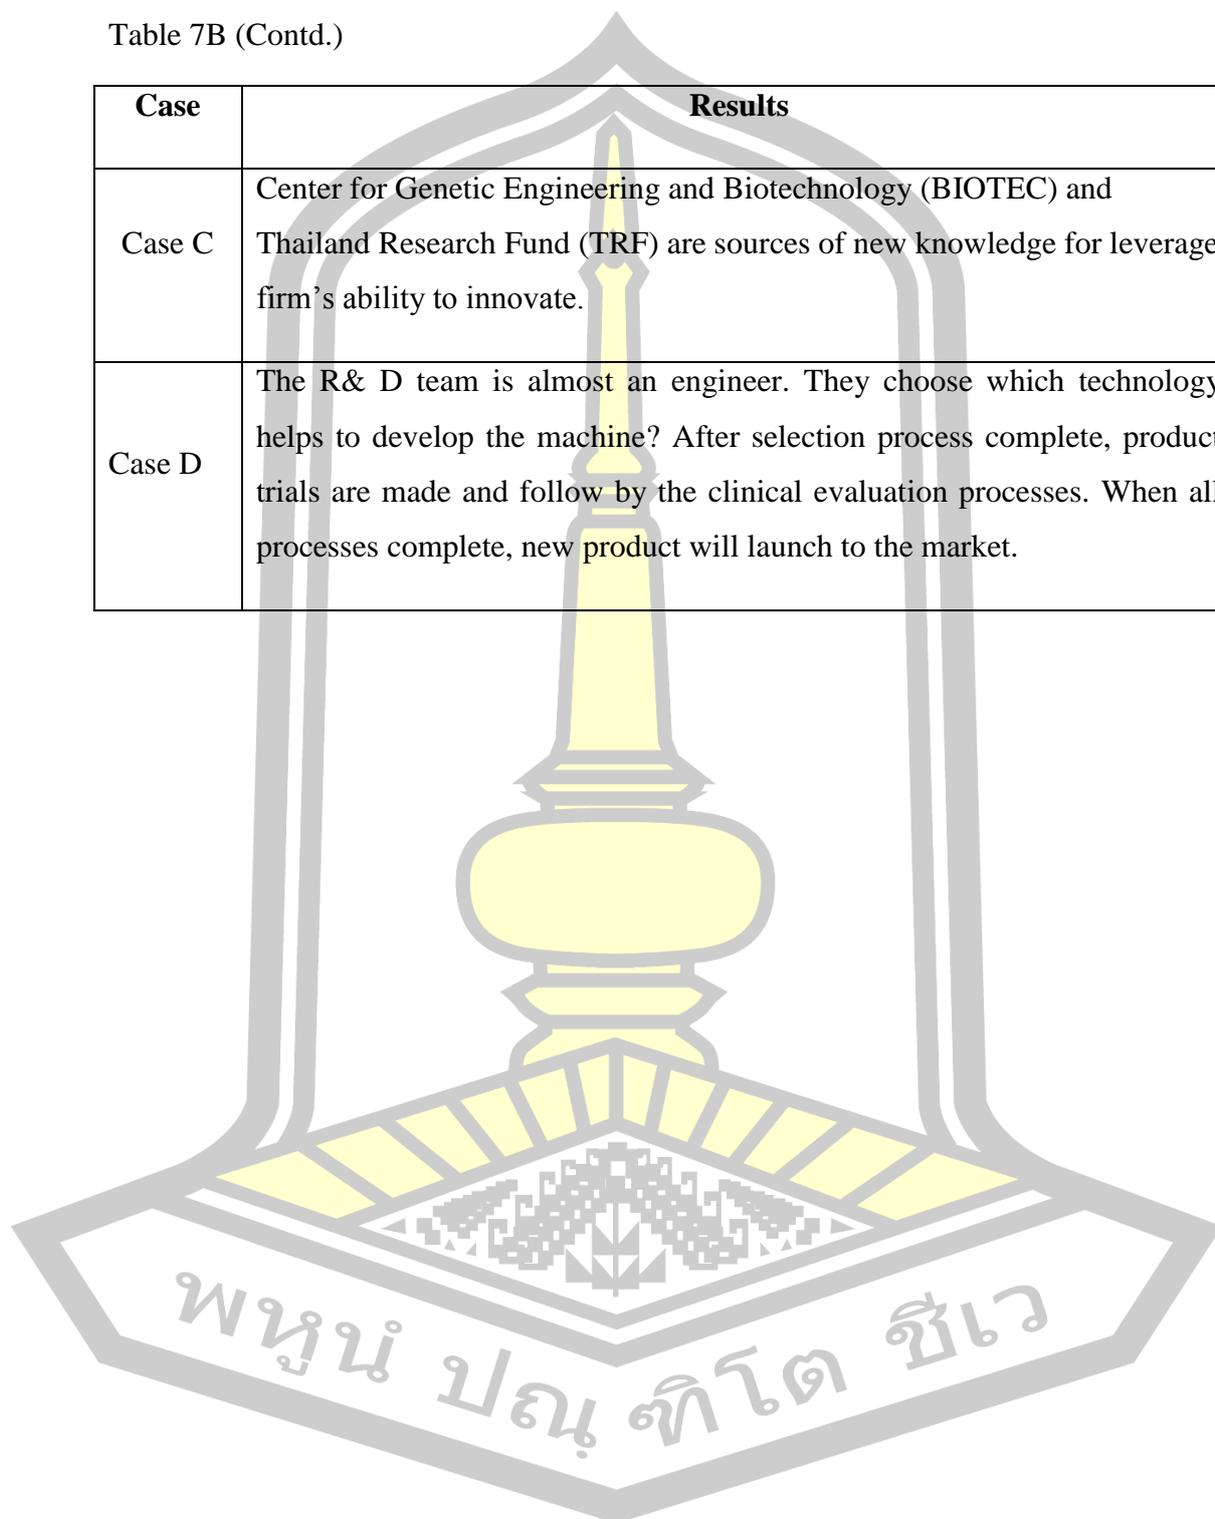 Table 7B (Contd.)
Case Results
Center for Genetic Engineering and Biotechnology (BIOTEC) and
Case C Thailand Research Fund (TRF) are sources of new knowledge for leverage
firm’s ability to innovate.
The R& D team is almost an engineer. They choose which technology
helps to develop the machine? After selection process complete, product
Case D
trials are made and follow by the clinical evaluation processes. When all
processes complete, new product will launch to the market.
พหูนํ ปณฺฑิโต ชีเว